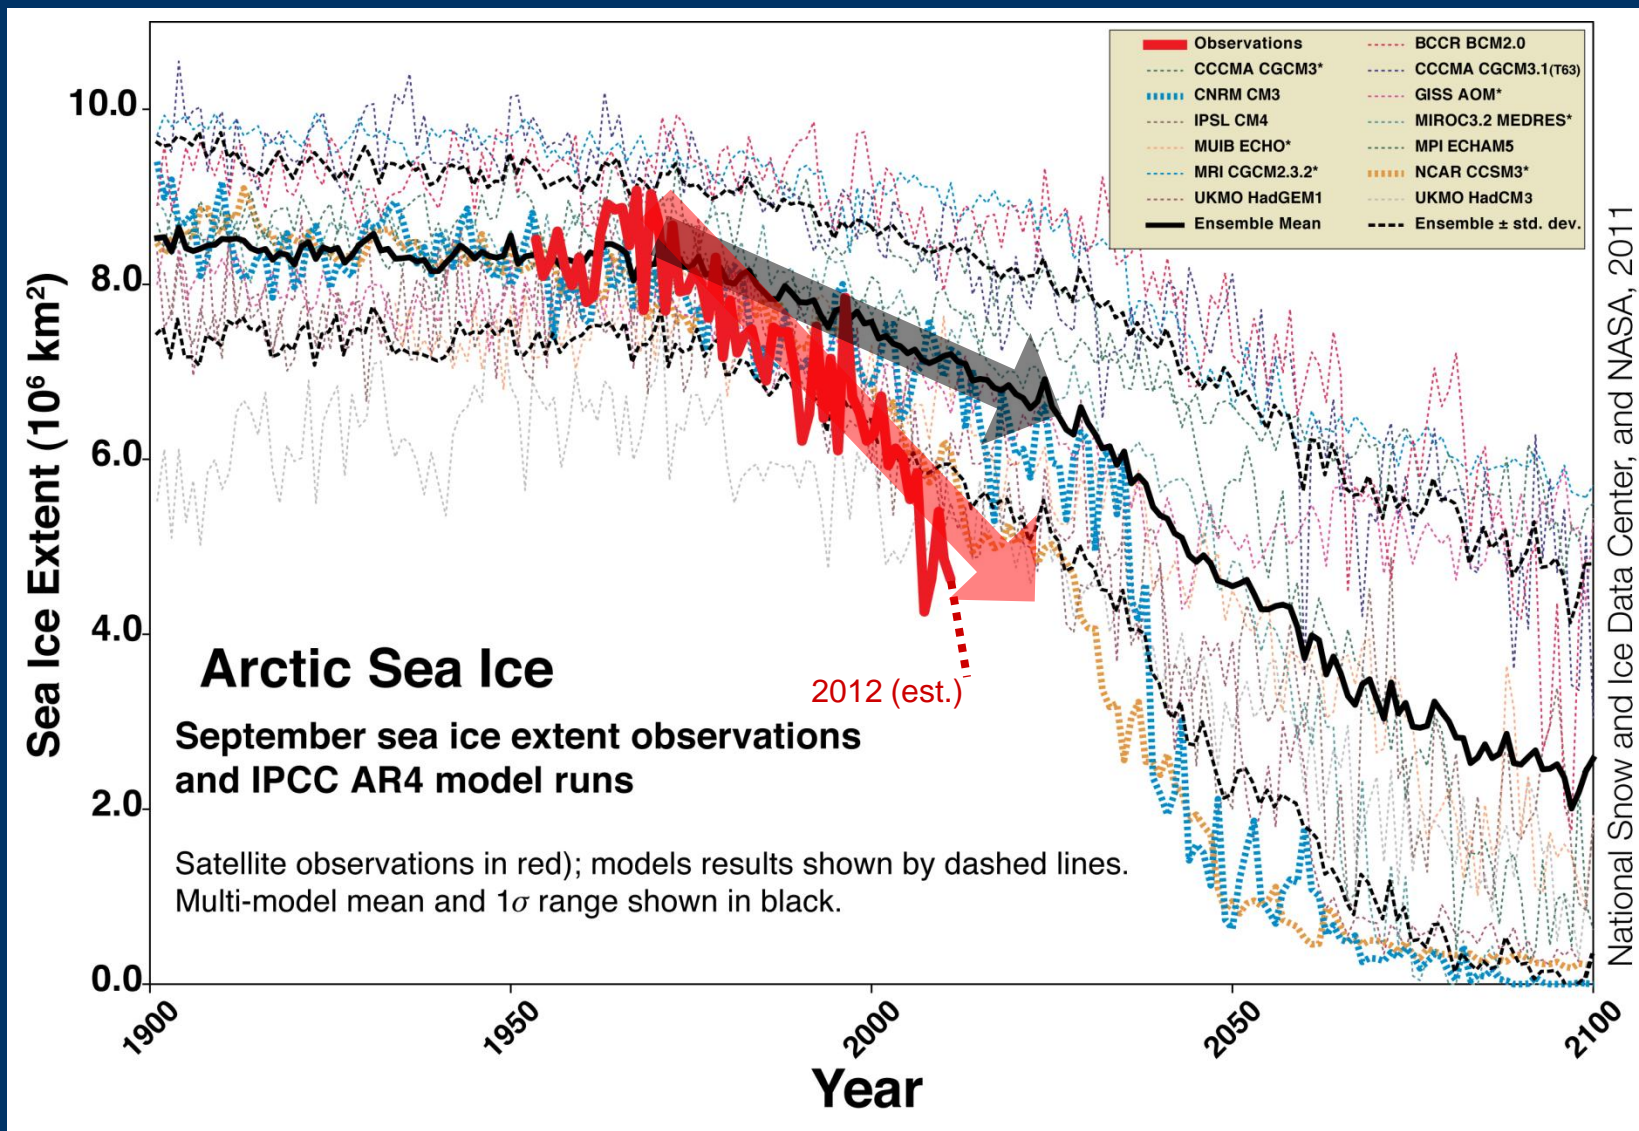 Observations
BCCR BCM2.0
CCCMA CGCM3*
CCCMA CGCM3.1(T63)
CNRM CM3
GISS AOM*
IPSL CM4
MIROC3.2 MEDRES*
MUIB ECHO*
MPI ECHAM5
MRI CGCM2.3.2*
NCAR CCSM3*
UKMO HadGEM1
UKMO HadCM3
Ensemble Mean
Ensemble ± std. dev.
10.0
8.0
6.0
4.0
2.0
0.0
Sea Ice Extent (10⁶ km²)
Arctic Sea Ice
2012 (est.)
September sea ice extent observations
and IPCC AR4 model runs
Satellite observations in red); models results shown by dashed lines.
Multi-model mean and 1σ range shown in black.
1900
1950
2000
2050
2100
Year
National Snow and Ice Data Center, and NASA, 2011